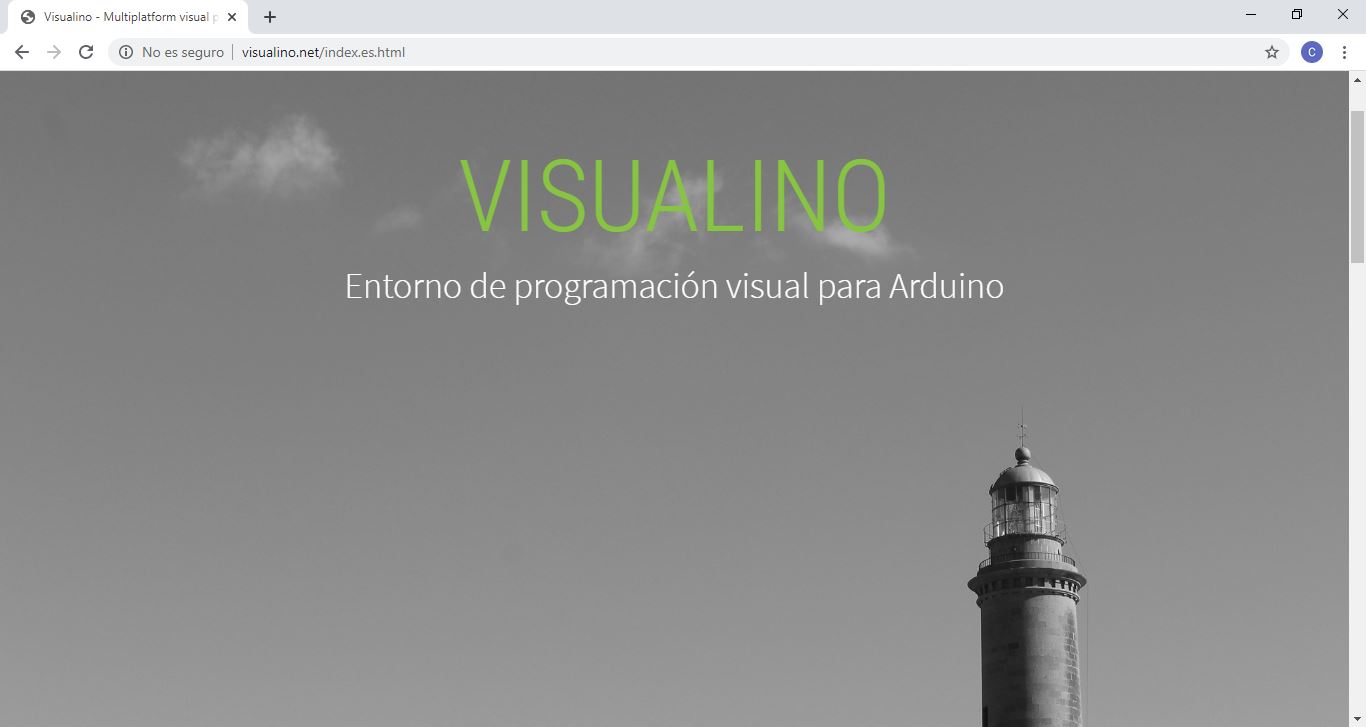 Visualino - Multiplatform visual
No es seguro | visualino.net/index.es.html
C
VISUALINO
Entorno de programación visual para Arduino